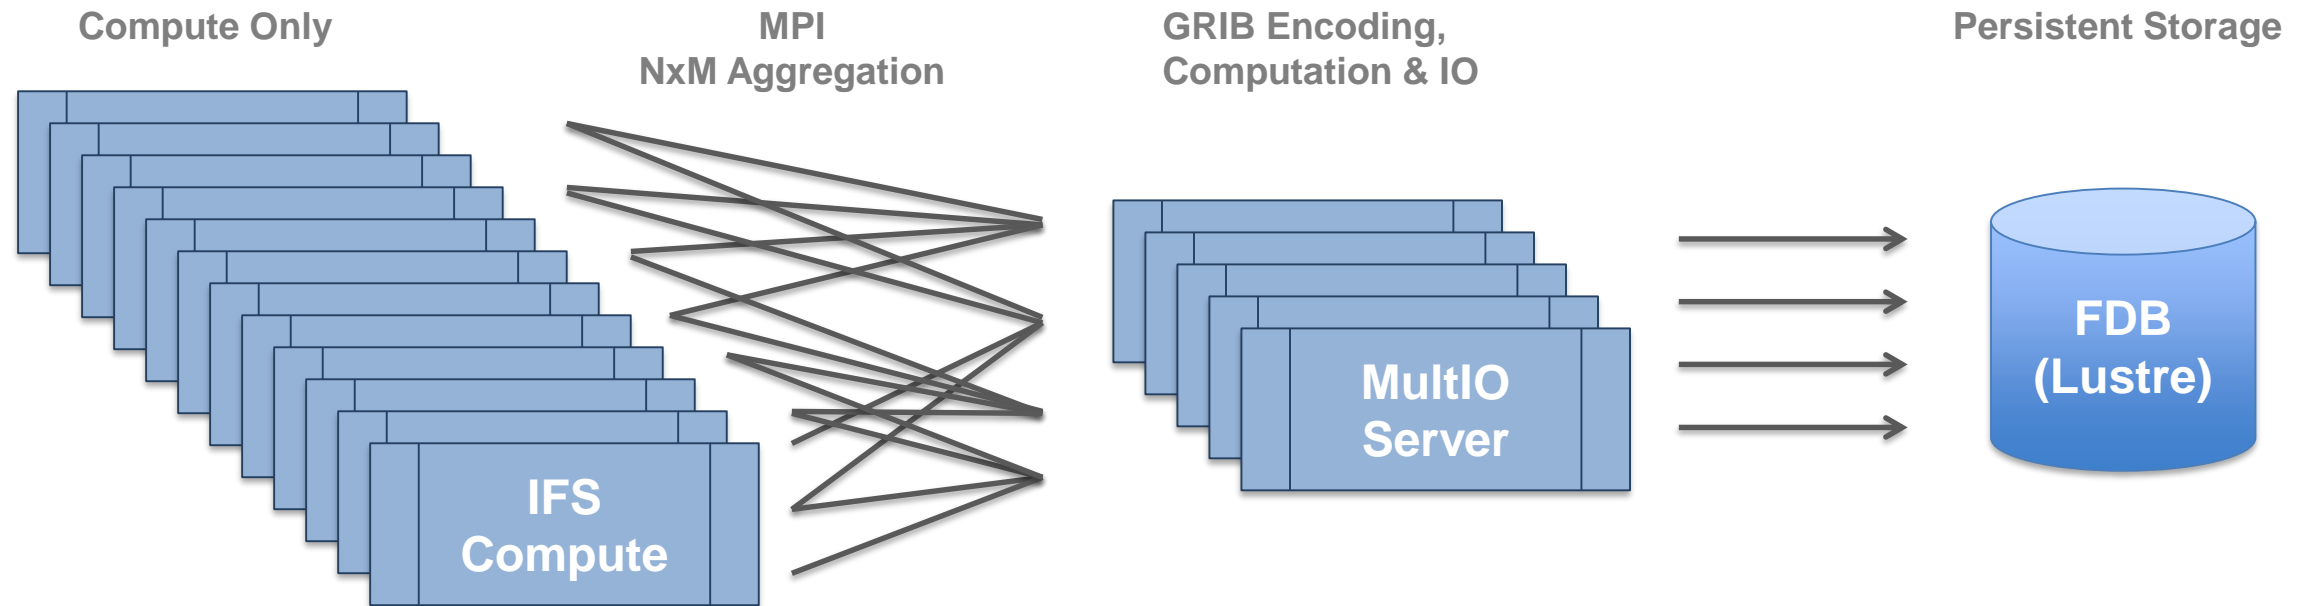 Compute Only
MPI
NxM Aggregation
GRIB Encoding,
Computation & IO
Persistent Storage
IFS
Compute
MultIO
Server
FDB
(Lustre)